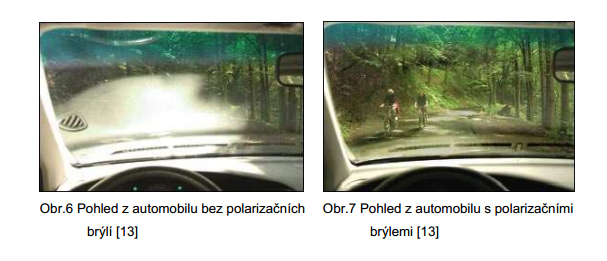 Obr.6 Pohled z automobilu bez polarizačních
brýlí [13]
Obr.7 Pohled z automobilu s polarizačními
brýlemi [13]